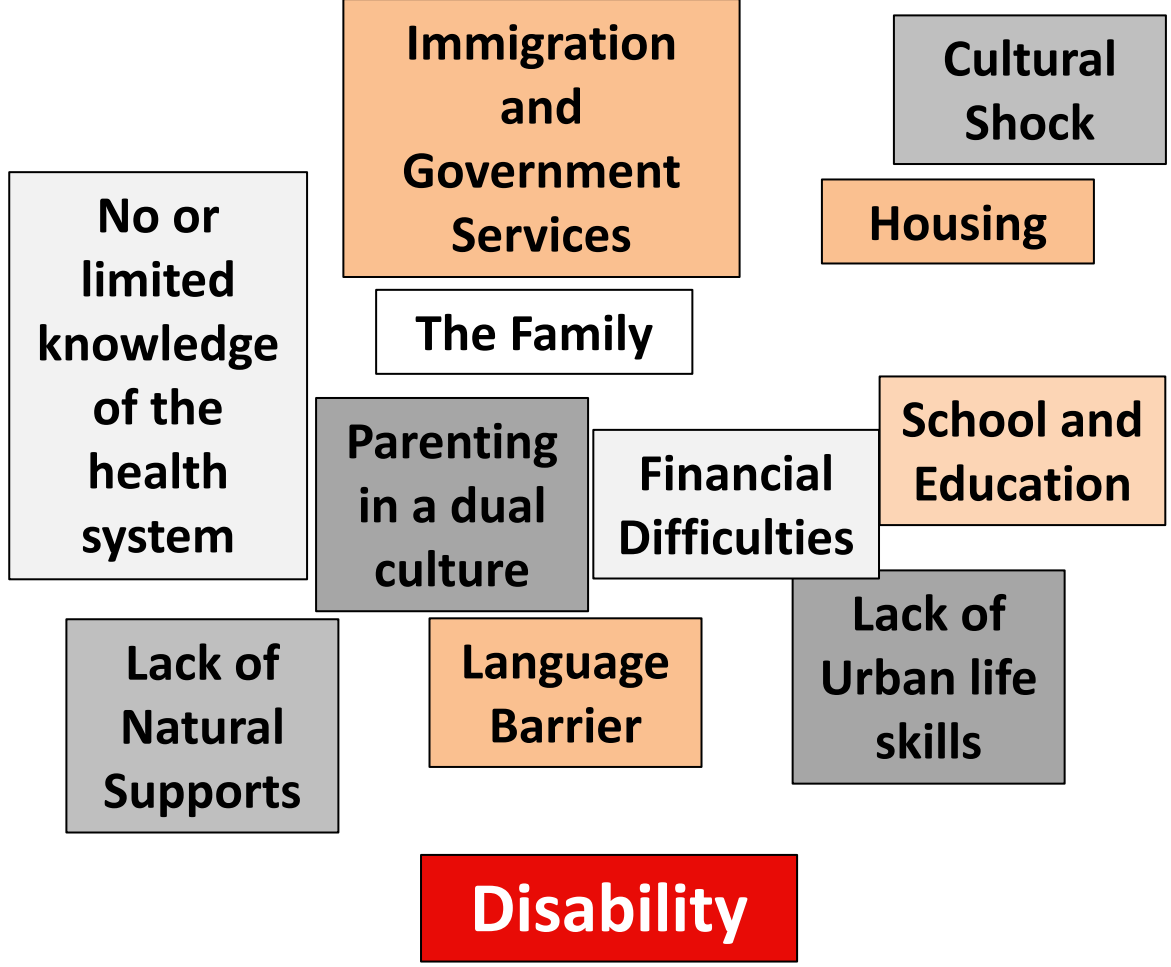 Immigration
and
Government
Services
Cultural
Shock
No or
limited
knowledge
of the
health
system
Housing
The Family
Parenting
in a dual
culture
Financial
Difficulties
School and
Education
Lack of
Natural
Supports
Language
Barrier
Lack of
Urban life
skills
Disability